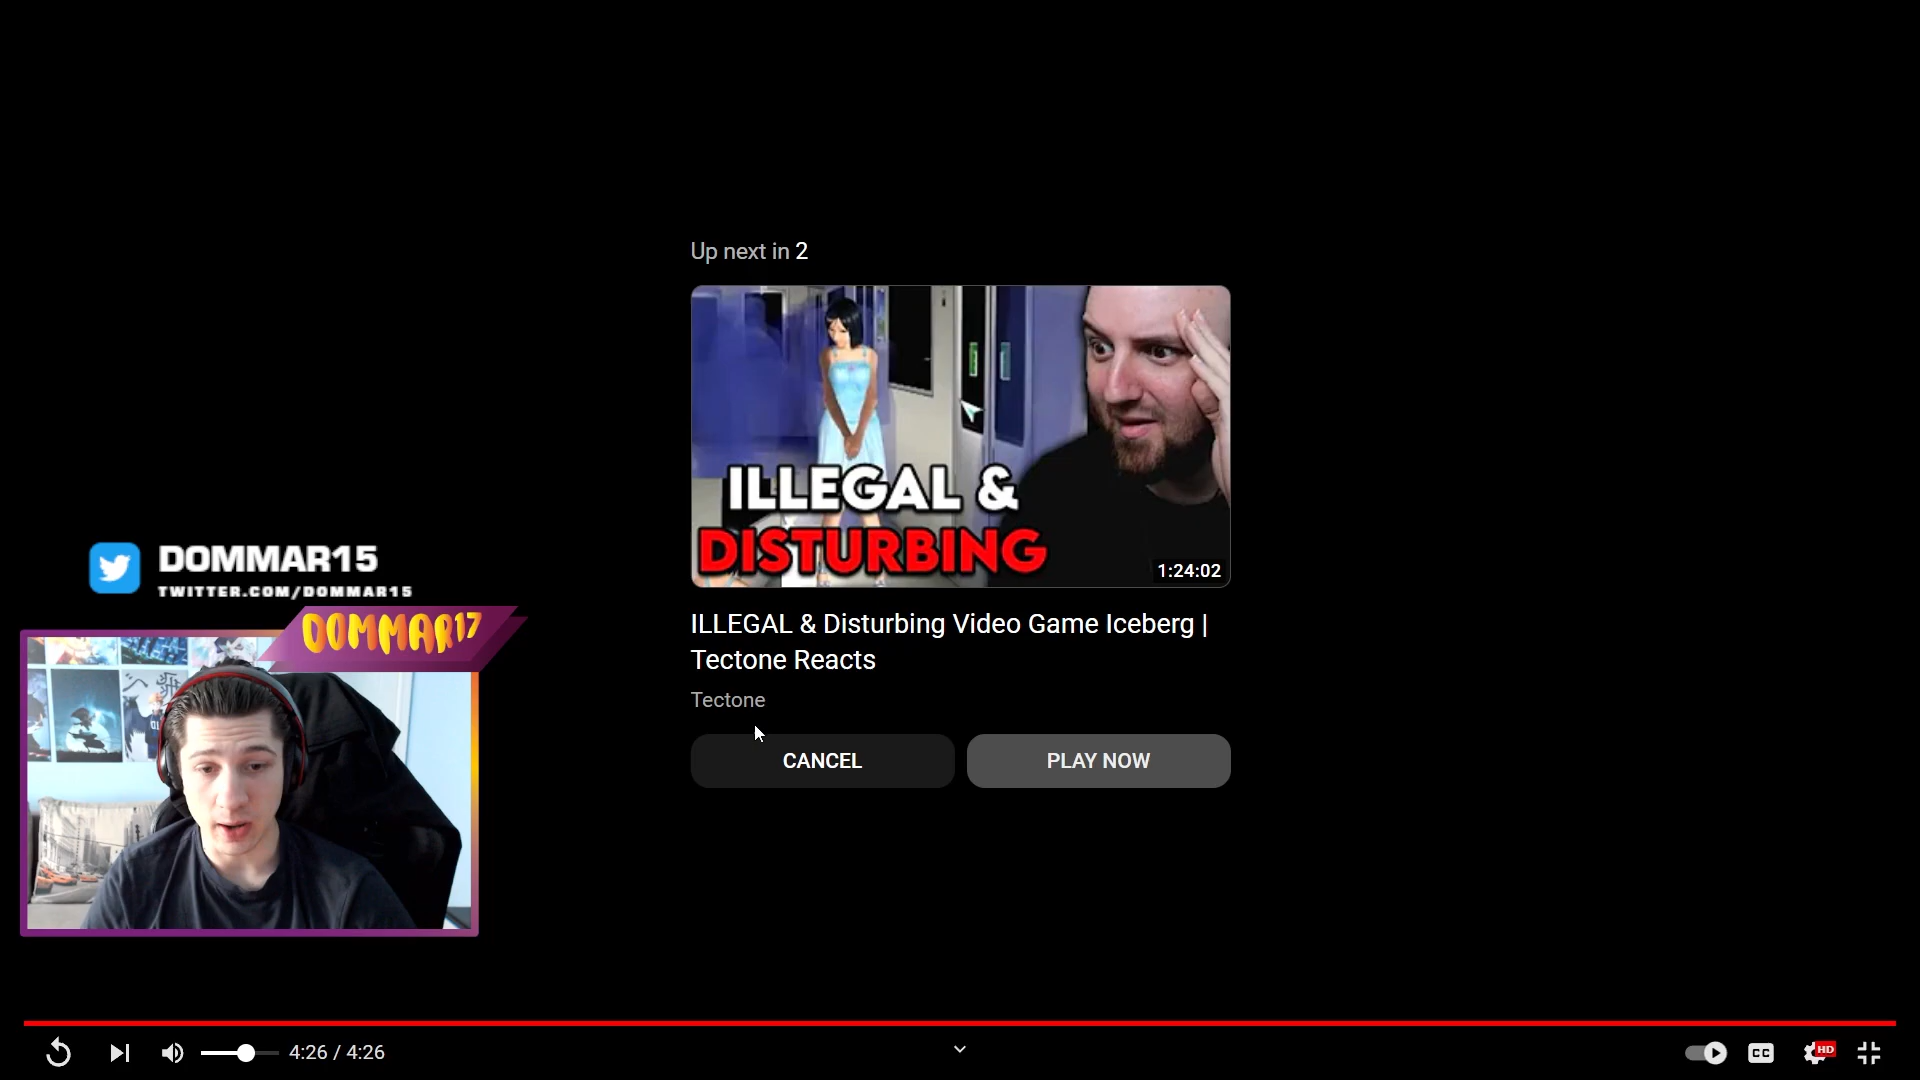 Up next in 2
ILLEGAL &
DISTURBING
1:24:02
ILLEGAL & Disturbing Video Game Iceberg |
Tectone Reacts
Tectone
CANCEL
PLAY NOW
DOMMAR15
TWITTER.COM/DOMMAR15
DOMMAR17
4:26 / 4:26
CC
HD